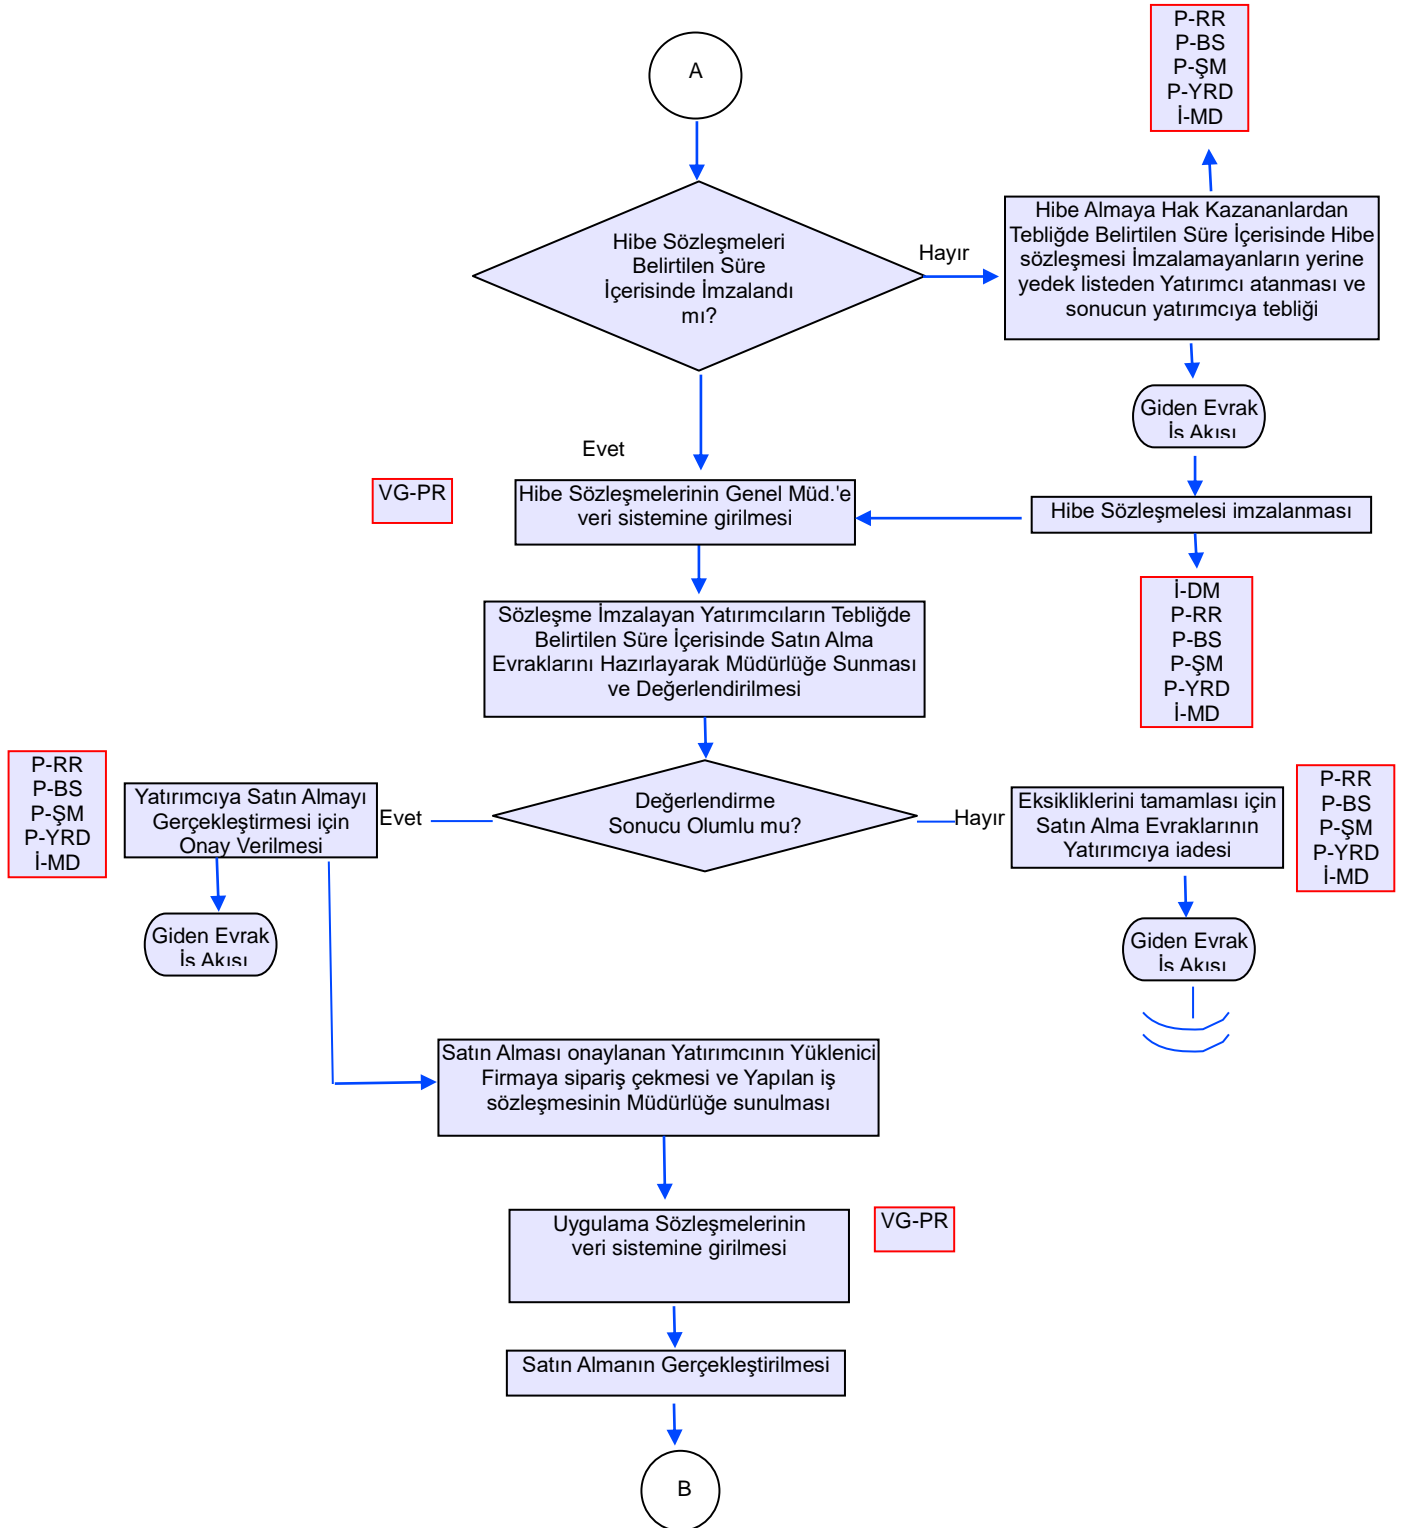 A
P-RR
P-BS
P-ŞM
P-YRD
İ-MD
Hibe Sözleşmeleri
Belirtilen Süre
İçerisinde İmzalandı
mı?
Hayır
Hibe Almaya Hak Kazananlardan
Tebliğde Belirtilen Süre İçerisinde Hibe
sözleşmesi İmzalamayanların yerine
yedek listeden Yatırımcı atanması ve
sonucun yatırımcıya tebliği
Giden Evrak
İş Akışı
Evet
VG-PR
Hibe Sözleşmelerinin Genel Müd.'e
veri sistemine girilmesi
Hibe Sözleşmelesi imzalanması
İ-DM
P-RR
P-BS
P-ŞM
P-YRD
İ-MD
Sözleşme İmzalayan Yatırımcıların Tebliğde
Belirtilen Süre İçerisinde Satın Alma
Evraklarını Hazırlayarak Müdürlüğe Sunması
ve Değerlendirilmesi
P-RR
P-BS
P-ŞM
P-YRD
İ-MD
Yatırımcıya Satın Almayı
Gerçekleştirmesi için
Onay Verilmesi
Evet
Değerlendirme
Sonucu Olumlu mu?
Hayır
Eksikliklerini tamamlası için
Satın Alma Evraklarının
Yatırımcıya iadesi
P-RR
P-BS
P-ŞM
P-YRD
İ-MD
Giden Evrak
İş Akışı
Giden Evrak
İş Akışı
Satın Alması onaylanan Yatırımcının Yüklenici
Firmaya sipariş çekmesi ve Yapılan iş
sözleşmesinin Müdürlüğe sunulması
Uygulama Sözleşmelerinin
veri sistemine girilmesi
VG-PR
Satın Almanın Gerçekleştirilmesi
B